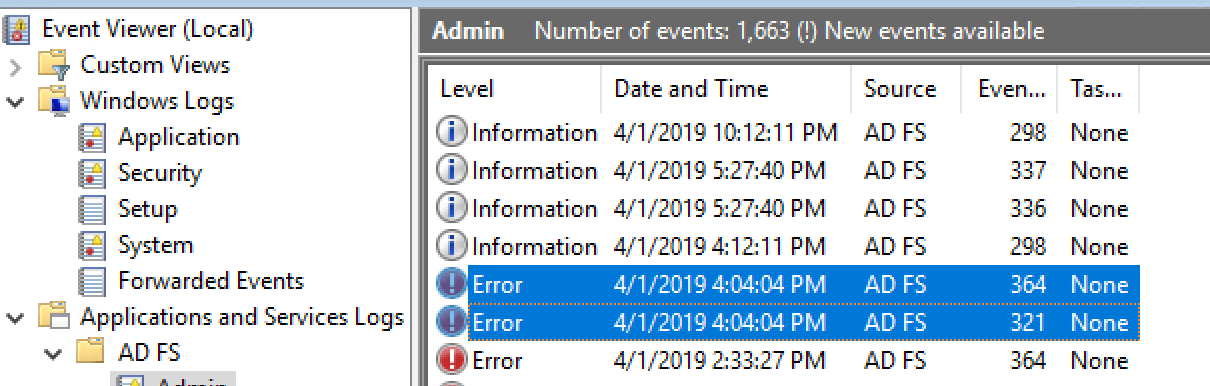 Event Viewer (Local)
Custom Views
Windows Logs
Application
Security
Setup
System
Forwarded Events
Applications and Services Logs
AD FS
Admin
Admin Number of events: 1,663 (!) New events available
Level Date and Time Source Even... Tas...
Information 4/1/2019 10:12:11 PM AD FS 298 None
Information 4/1/2019 5:27:40 PM AD FS 337 None
Information 4/1/2019 5:27:40 PM AD FS 336 None
Information 4/1/2019 4:12:11 PM AD FS 298 None
Error 4/1/2019 4:04:04 PM AD FS 364 None
Error 4/1/2019 4:04:04 PM AD FS 321 None
Error 4/1/2019 2:33:27 PM AD FS 364 None